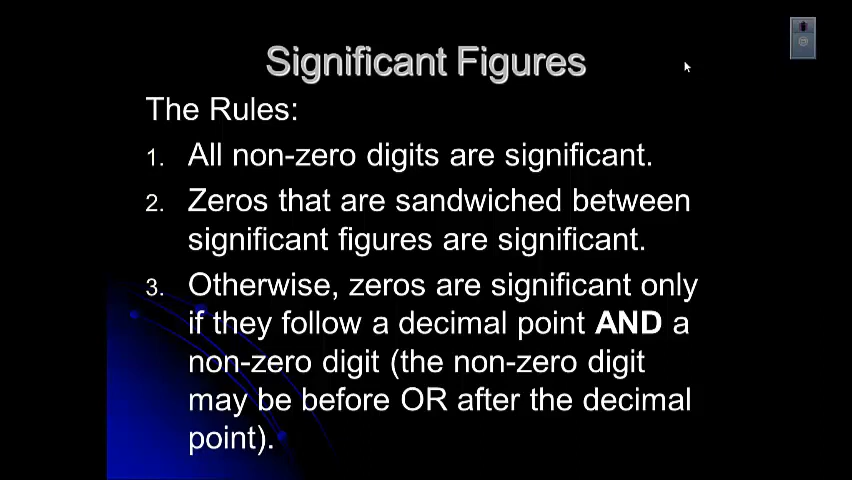 Significant Figures
The Rules:
1. All non-zero digits are significant.
2. Zeros that are sandwiched between
significant figures are significant.
3. Otherwise, zeros are significant only
if they follow a decimal point AND a
non-zero digit (the non-zero digit
may be before OR after the decimal
point).